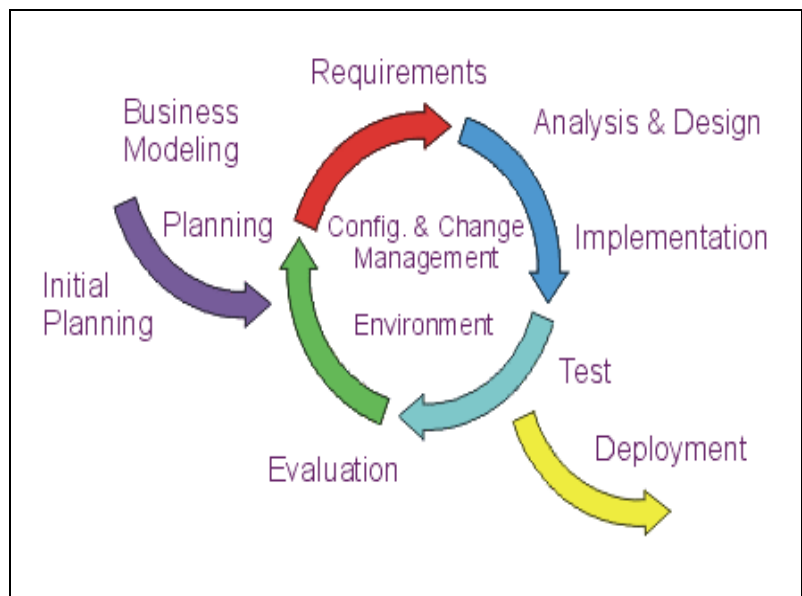 Requirements
Business
Modeling
Analysis & Design
Planning
Config. & Change
Management
Implementation
Initial
Planning
Environment
Test
Evaluation
Deployment